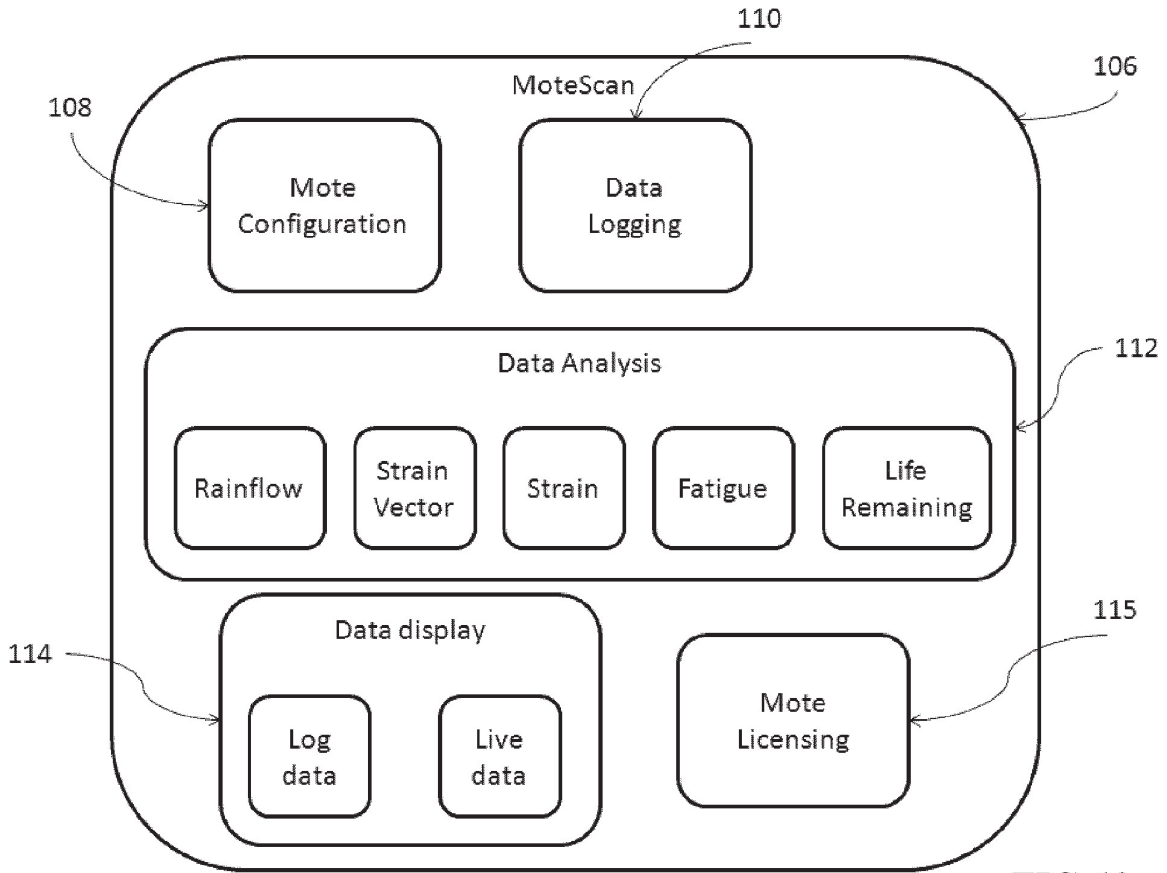 110
106
MoteScan
108
Mote
Configuration
Data
Logging
112
Data Analysis
Rainflow
Strain
Vector
Strain
Fatigue
Life
Remaining
115
Data display
114
Log
data
Live
data
Mote
Licensing